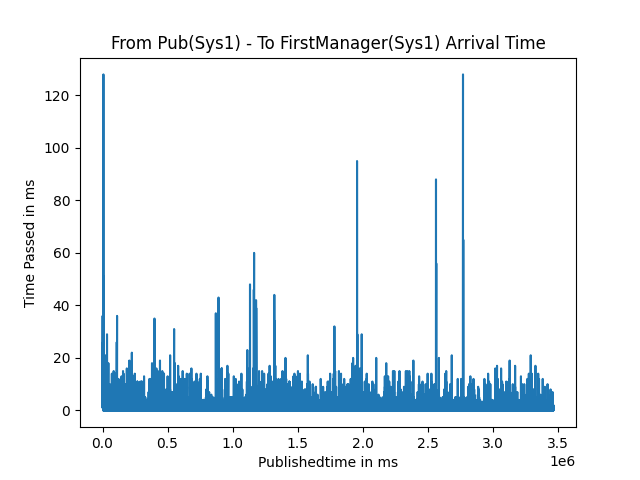 From Pub(Sys1) - To FirstManager(Sys1) Arrival Time
Time Passed in ms
120
100
80
60
40
20
0
0.0 0.5 1.0 1.5 2.0 2.5 3.0 3.5
1e6
Publishedtime in ms